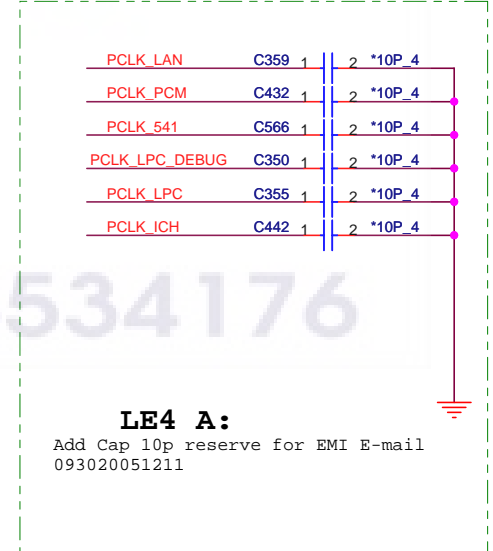 PCLK_LAN C359 1 2 *10P_4
PCLK_PCM C432 1 2 *10P_4
PCLK_541 C566 1 2 *10P_4
PCLK_LPC_DEBUG C350 1 2 *10P_4
PCLK_LPC C355 1 2 *10P_4
PCLK_ICH C442 1 2 *10P_4
534176
LE4 A:
Add Cap 10p reserve for EMI E-mail
093020051211